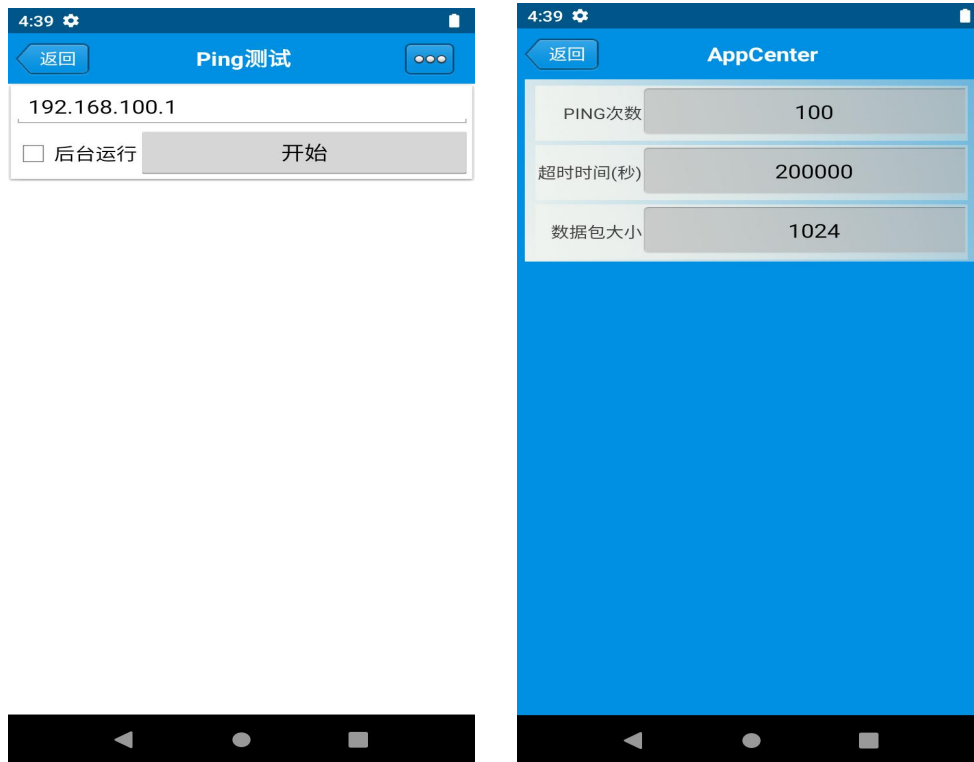 4:39
返回
Ping测试
192.168.100.1
后台运行
开始
4:39
返回
AppCenter
PING次数
100
超时时间(秒)
200000
数据包大小
1024